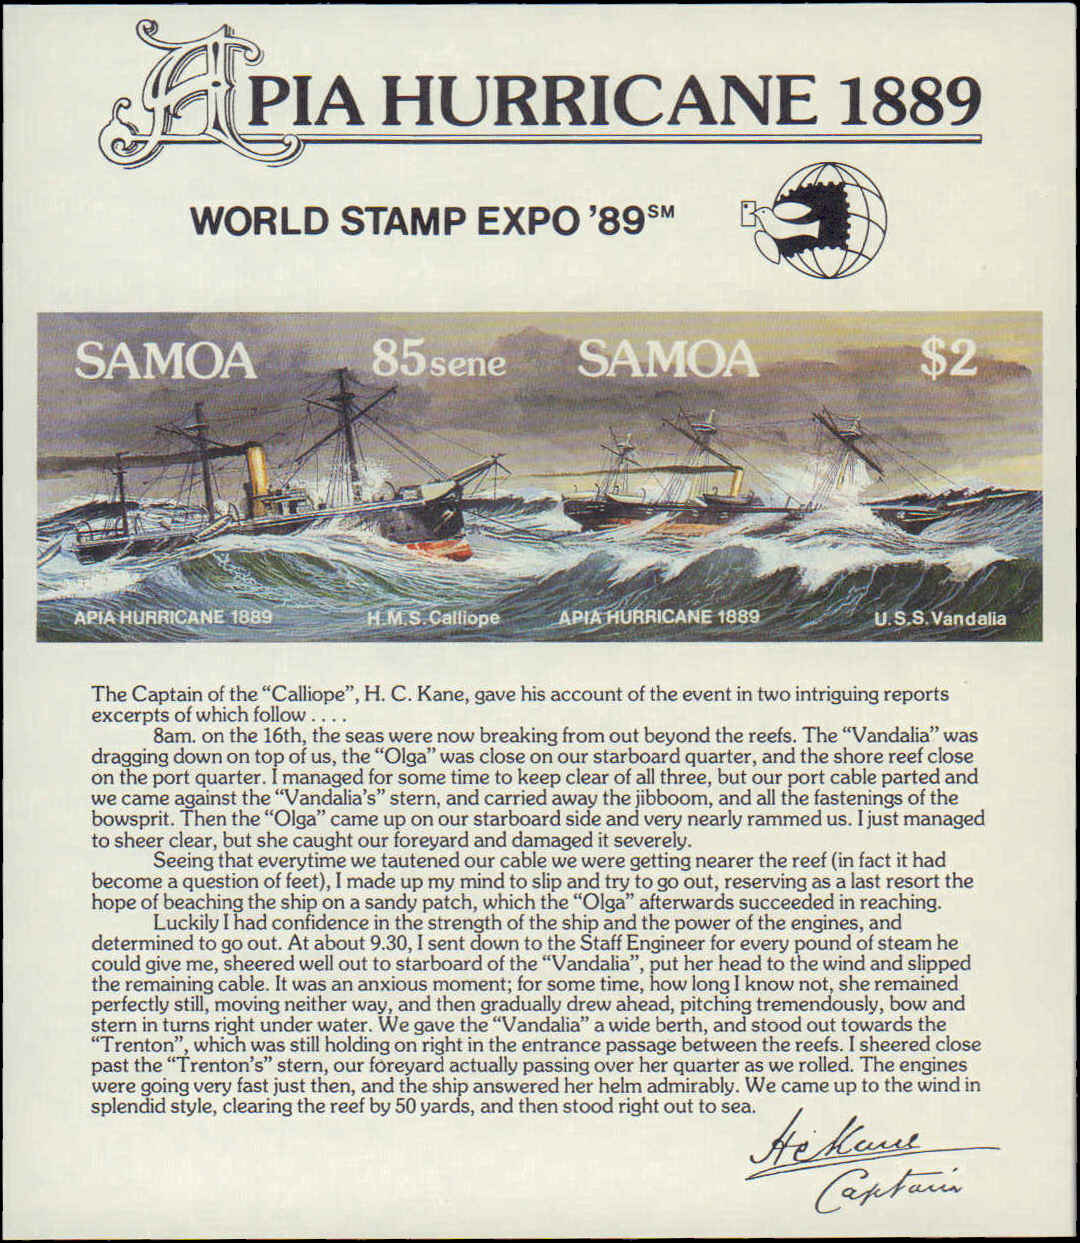 APIA HURRICANE 1889
WORLD STAMP EXPO '89℠
SAMOA 85sene SAMOA $2
APIA HURRICANE 1889 H.M.S.Calliope APIA HURRICANE 1889 U.S.S.Vandalia
The Captain of the “Calliope”, H. C. Kane, gave his account of the event in two intriguing reports
excerpts of which follow . . . .
8am. on the 16th, the seas were now breaking from out beyond the reefs. The “Vandalia” was
dragging down on top of us, the “Olga” was close on our starboard quarter, and the shore reef close
on the port quarter. I managed for some time to keep clear of all three, but our port cable parted and
we came against the “Vandalia's” stern, and carried away the jibboom, and all the fastenings of the
bowsprit. Then the “Olga” came up on our starboard side and very nearly rammed us. I just managed
to sheer clear, but she caught our foreyard and damaged it severely.
Seeing that everytime we tautened our cable we were getting nearer the reef (in fact it had
become a question of feet), I made up my mind to slip and try to go out, reserving as a last resort the
hope of beaching the ship on a sandy patch, which the “Olga” afterwards succeeded in reaching.
Luckily I had confidence in the strength of the ship and the power of the engines, and
determined to go out. At about 9.30, I sent down to the Staff Engineer for every pound of steam he
could give me, sheered well out to starboard of the “Vandalia”, put her head to the wind and slipped
the remaining cable. It was an anxious moment; for some time, how long I know not, she remained
perfectly still, moving neither way, and then gradually drew ahead, pitching tremendously, bow and
stern in turns right under water. We gave the “Vandalia” a wide berth, and stood out towards the
“Trenton”, which was still holding on right in the entrance passage between the reefs. I sheered close
past the “Trenton's” stern, our foreyard actually passing over her quarter as we rolled. The engines
were going very fast just then, and the ship answered her helm admirably. We came up to the wind in
splendid style, clearing the reef by 50 yards, and then stood right out to sea.
H C Kane
Captain